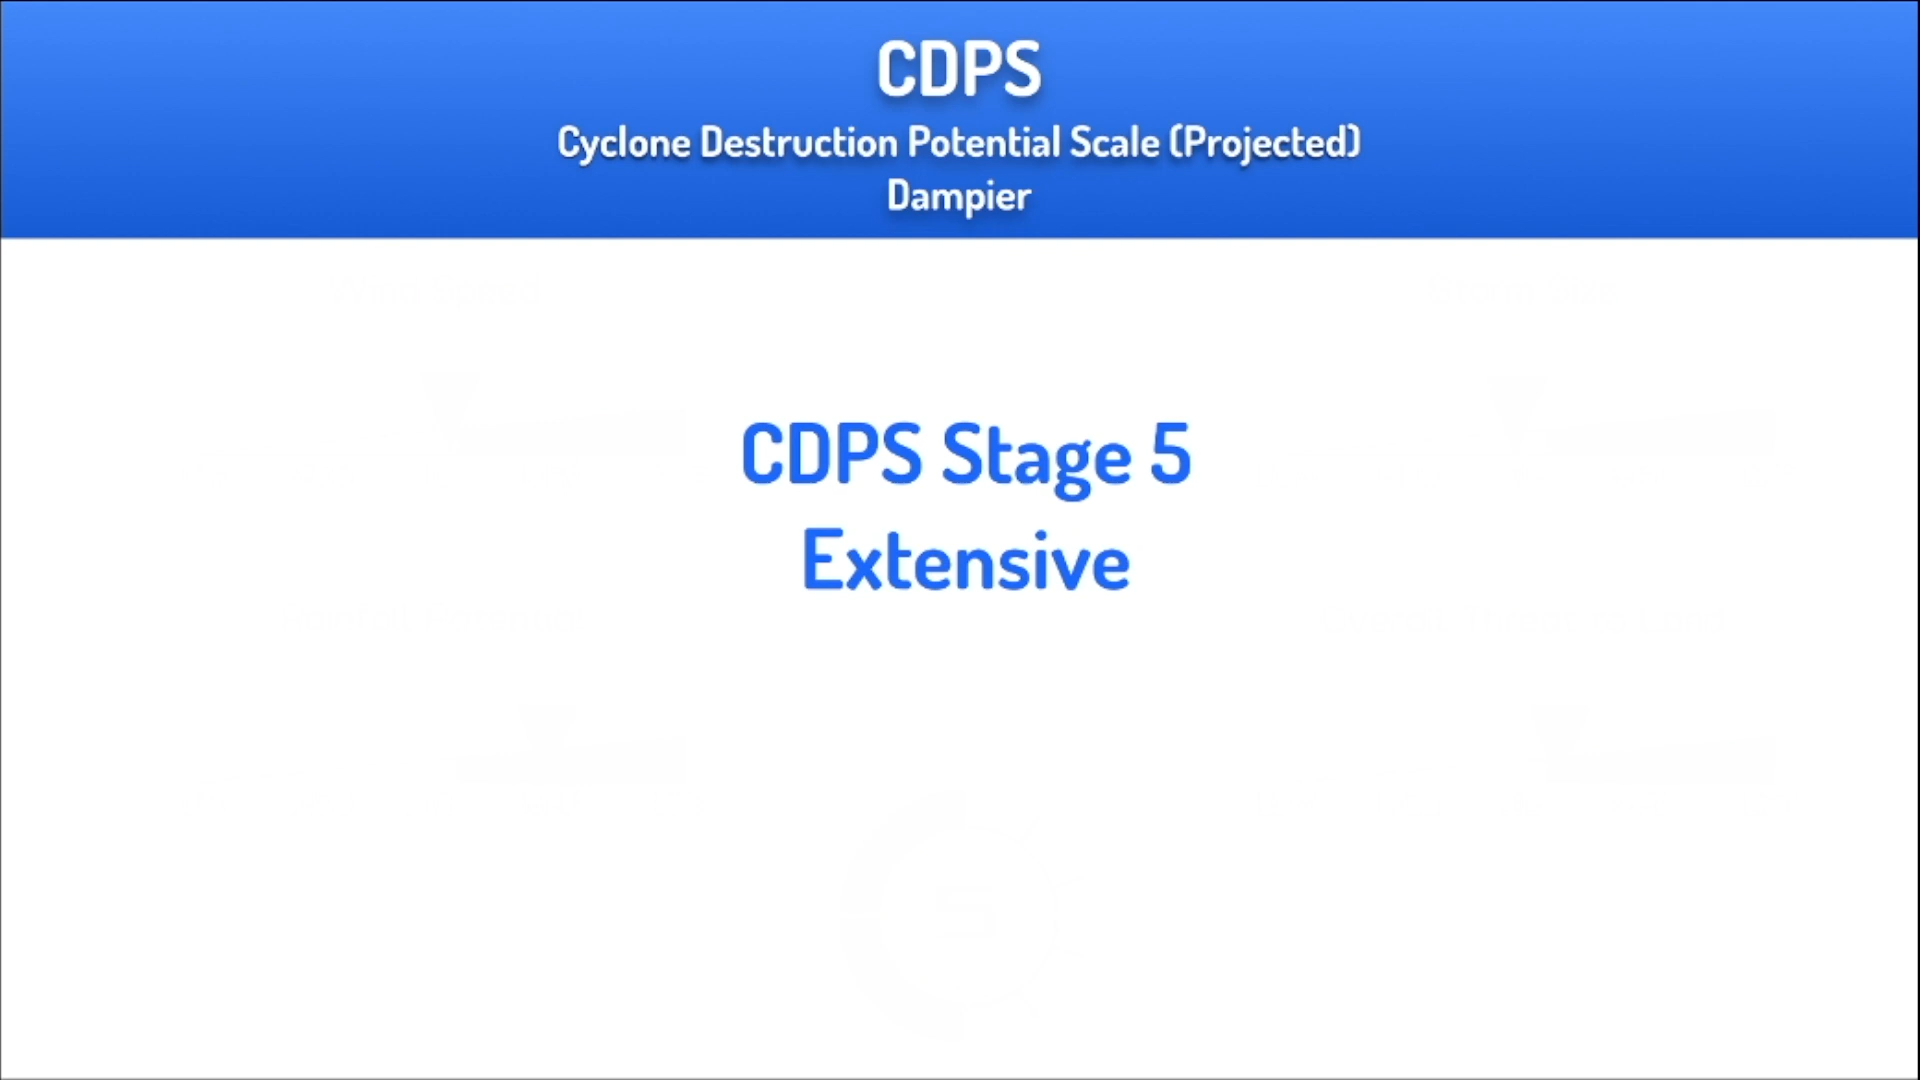 CDPS
Cyclone Destruction Potential Scale (Projected)
Dampier
CDPS Stage 5
Extensive